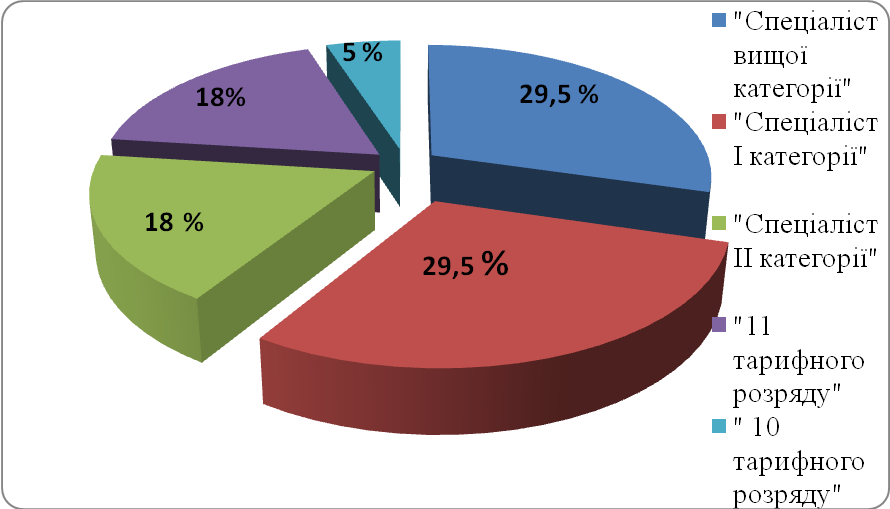 5 %
29,5 %
18%
18 %
29,5 %
"Спеціаліст
вищої
категорії"
"Спеціаліст
І категорії"
"Спеціаліст
ІІ категорії"
"11
тарифного
розряду"
" 10
тарифного
розряду"